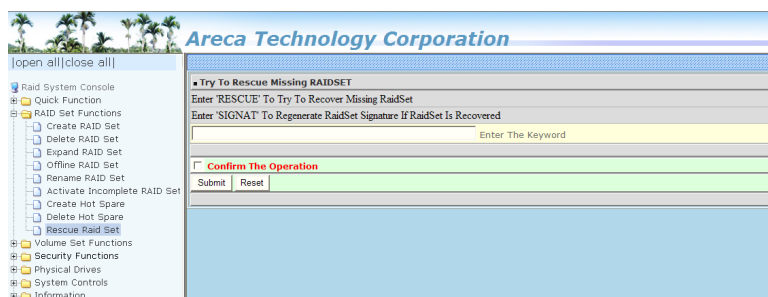 Areca Technology Corporation
|open all|close all|
Raid System Console
Quick Function
RAID Set Functions
Create RAID Set
Delete RAID Set
Expand RAID Set
Offline RAID Set
Rename RAID Set
Activate Incomplete RAID Set
Create Hot Spare
Delete Hot Spare
Rescue Raid Set
Volume Set Functions
Security Functions
Physical Drives
System Controls
Information
Try To Rescue Missing RAIDSET
Enter 'RESCUE' To Try To Recover Missing RaidSet
Enter 'SIGNAT' To Regenerate RaidSet Signature If RaidSet Is Recovered
Enter The Keyword
Confirm The Operation
Submit Reset